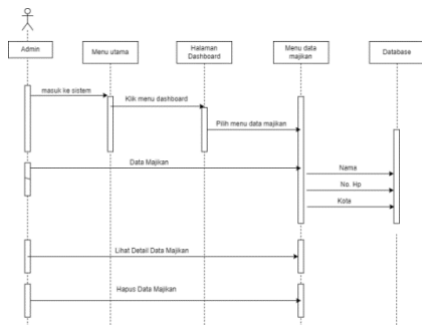 Admin
Menu utama
Halaman
Dashboard
Menu data
majikan
Database
masuk ke sistem
Klik menu dashboard
Pilih menu data majikan
Data Majikan
Nama
No. Hp
Kota
Lihat Detail Data Majikan
Hapus Data Majikan